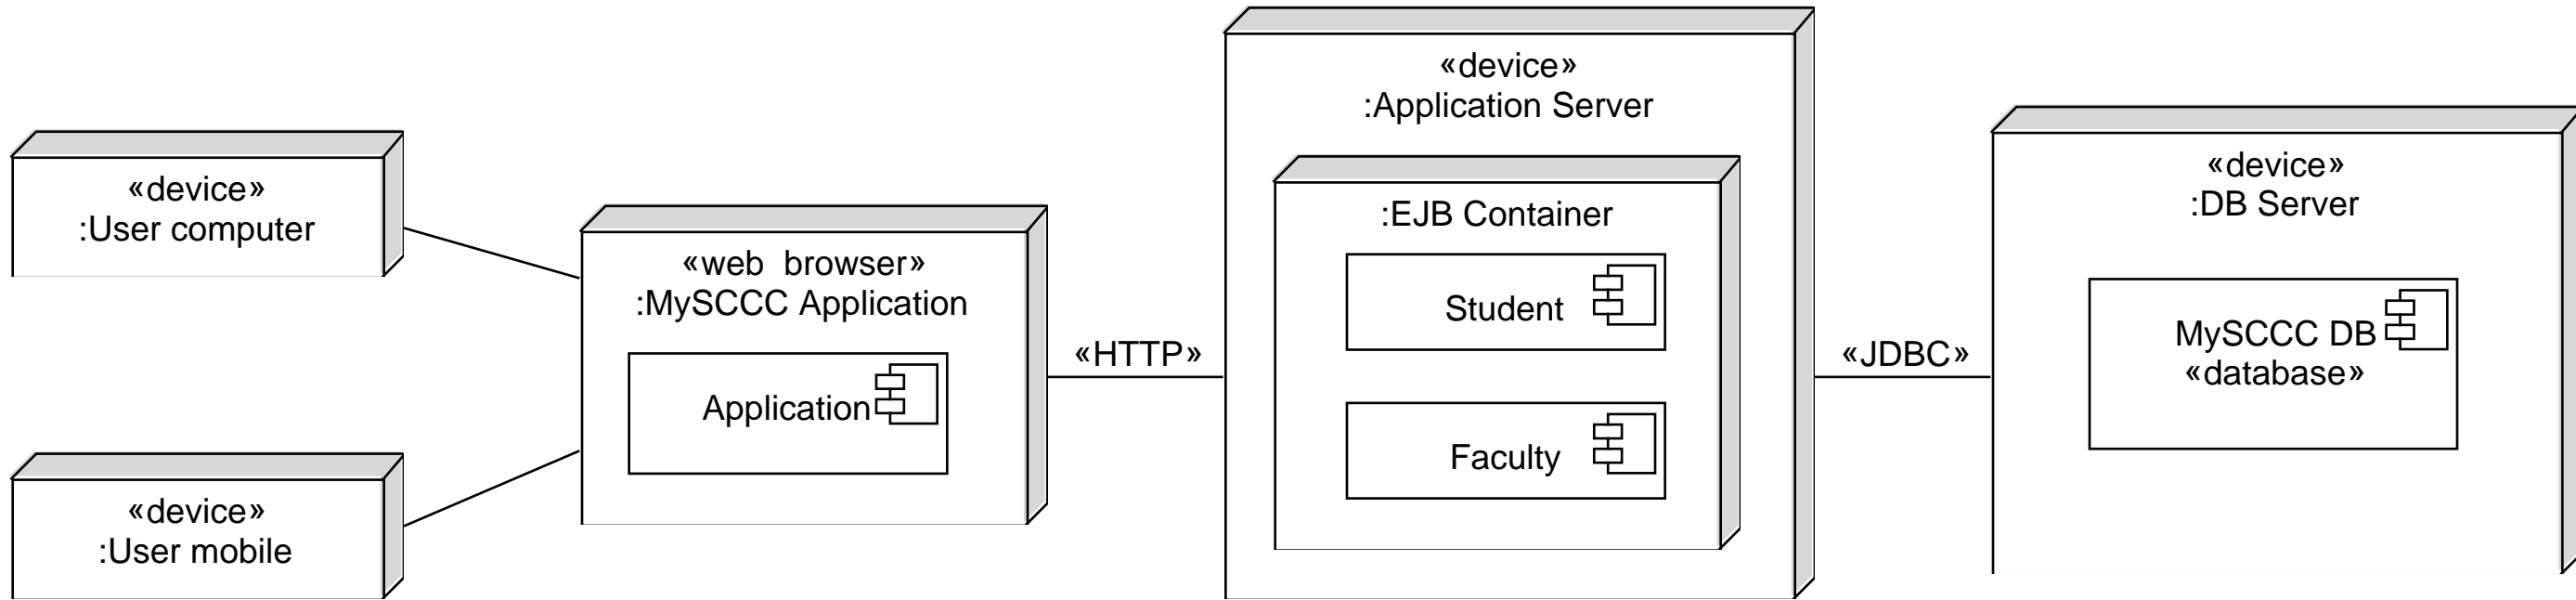 «device»
:User computer
«device»
:User mobile
«web  browser»
:MySCCC Application
Application
«HTTP»
«device»
:Application Server
:EJB Container
Student
Faculty
«JDBC»
«device»
:DB Server
MySCCC DB
«database»